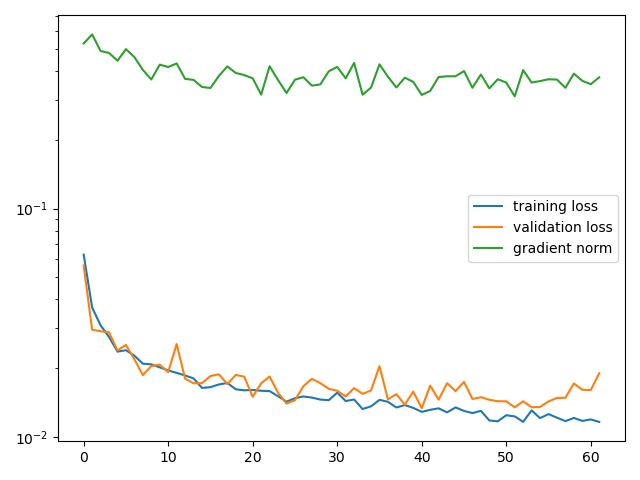 10⁻¹
10⁻²
training loss
validation loss
gradient norm
0 10 20 30 40 50 60